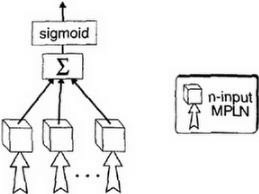 sigmoid
Σ
...
n-input
MPLN